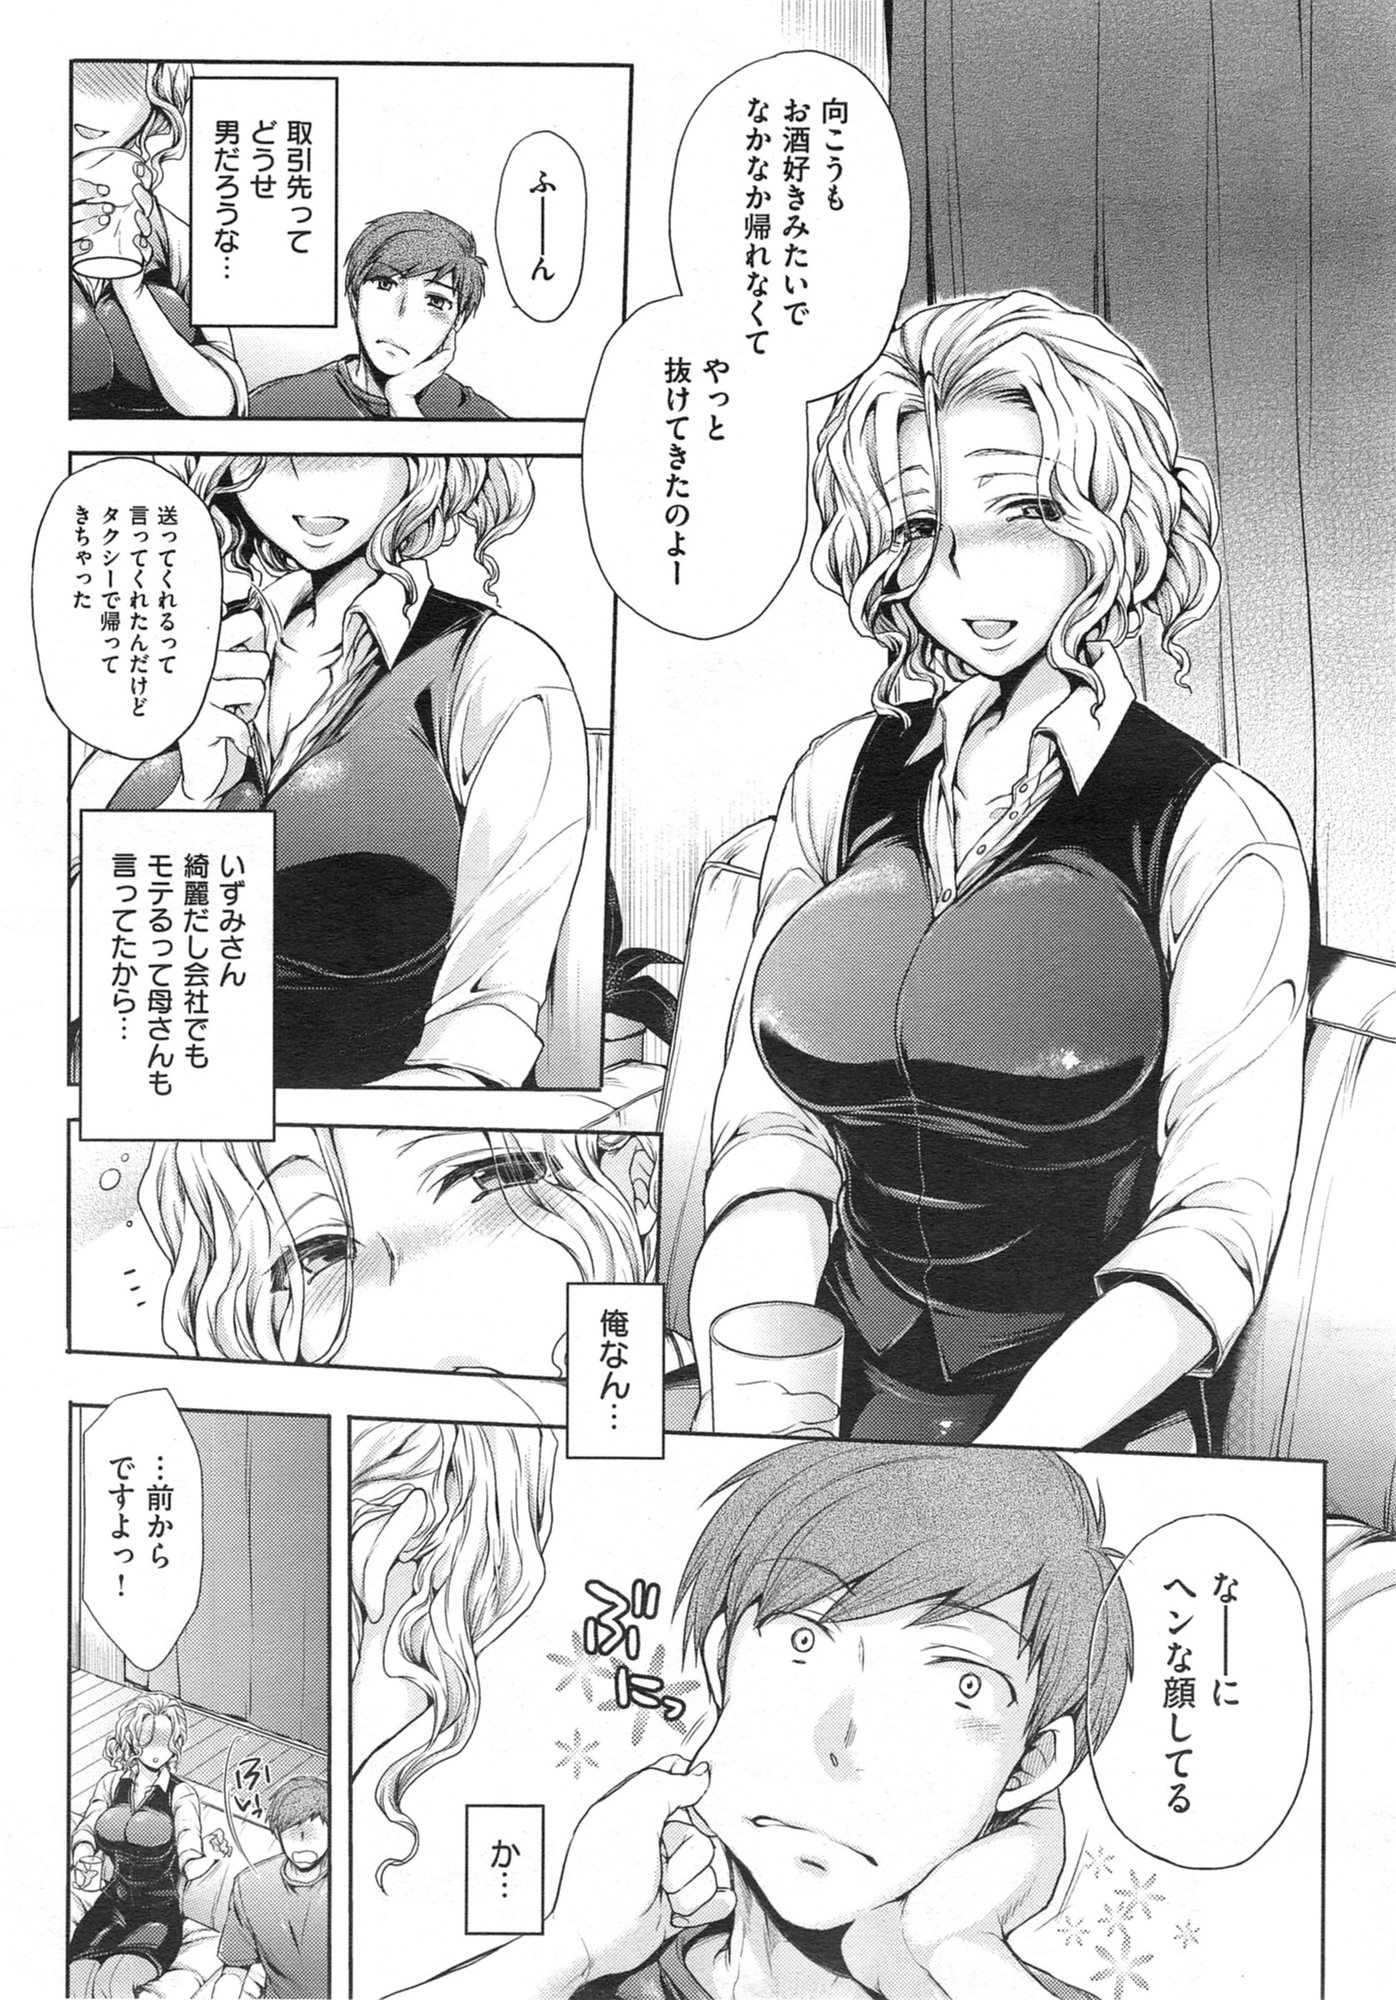 向こうも
お酒好きみたいで
なかなか帰れなくて
やっと
抜けてきたのよー
ふ――ん
取引先って
どうせ
男だろうな…
送ってくれるって
言ってくれたんだけど
タクシーで帰って
きちゃった
いずみさん
綺麗だし会社でも
モテるって母さんも
言ってたから…
俺なん…
な――に
ヘンな顔してる
ぷ
にっ
か…
…前から
ですよっ！
ぷい